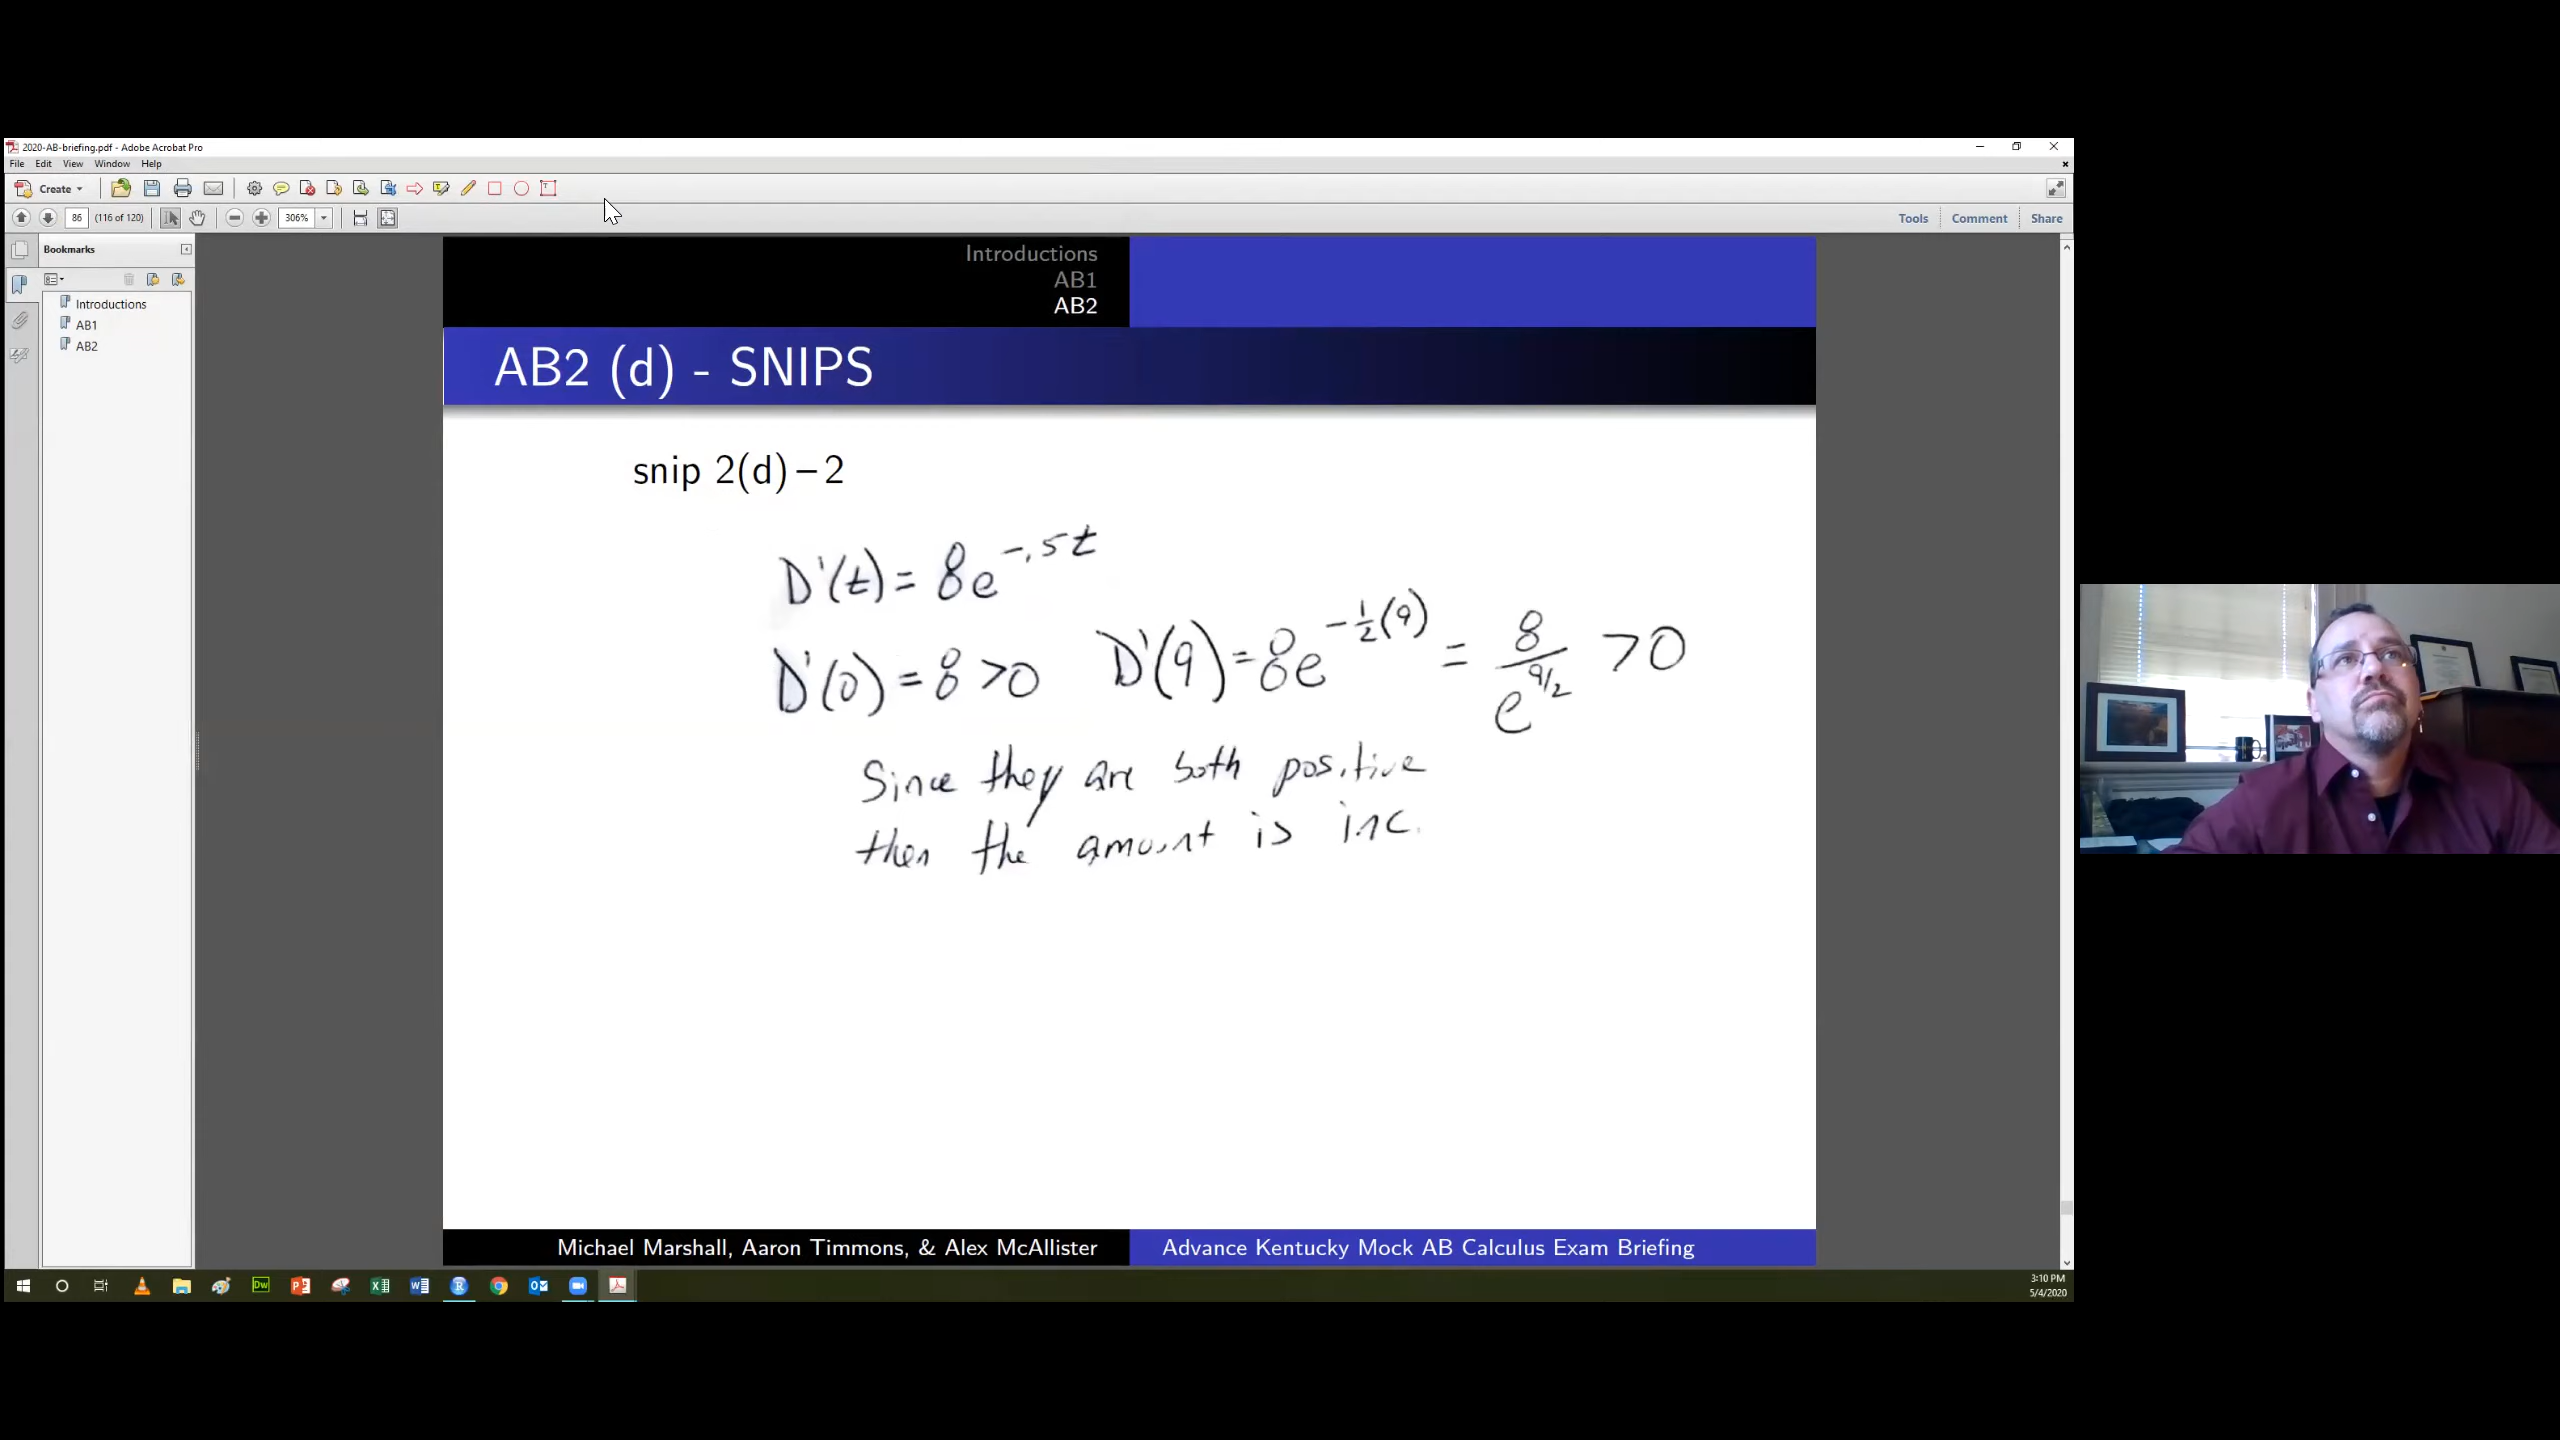 2020-AB-briefing.pdf - Adobe Acrobat Pro
File Edit View Window Help
Create
86 (116 of 120) 306% Tools Comment Share
Bookmarks
Introductions
AB1
AB2
Introductions
AB1
AB2
AB2 (d) - SNIPS
snip 2(d)–2
D'(t) = 8e^{-.5t}
D'(0) = 8 >0 D'(9) = 8e^{-1/2(9)} = 8/e^{9/2} >0
Since they are both positive
then the amount is inc.
Michael Marshall, Aaron Timmons, & Alex McAllister Advance Kentucky Mock AB Calculus Exam Briefing
3:10 PM
5/4/2020